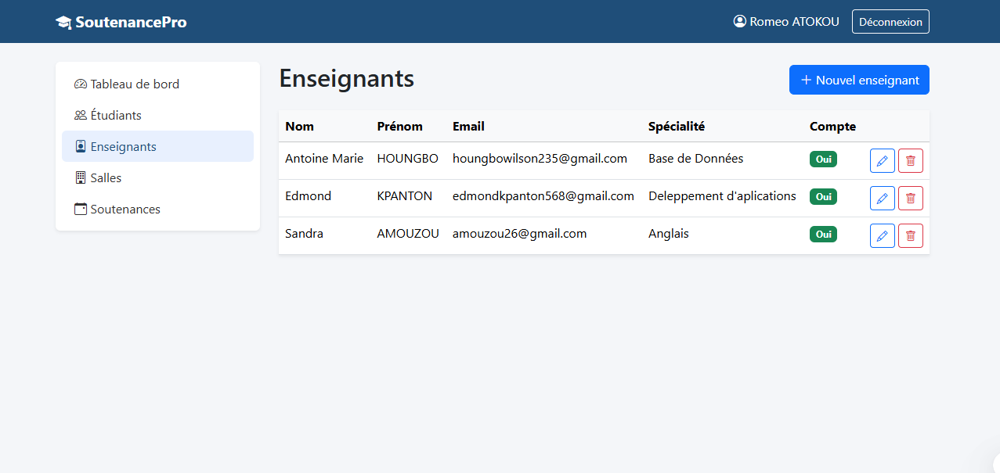 SoutenancePro
Romeo ATOKOU
Déconnexion
Tableau de bord
Étudiants
Enseignants
Salles
Soutenances
Enseignants
+ Nouvel enseignant
Nom Prénom Email Spécialité Compte
Antoine Marie HOUNGBO houngbowilson235@gmail.com Base de Données Oui
Edmond KPANTON edmondkpanton568@gmail.com Deleppement d'aplications Oui
Sandra AMOUZOU amouzou26@gmail.com Anglais Oui